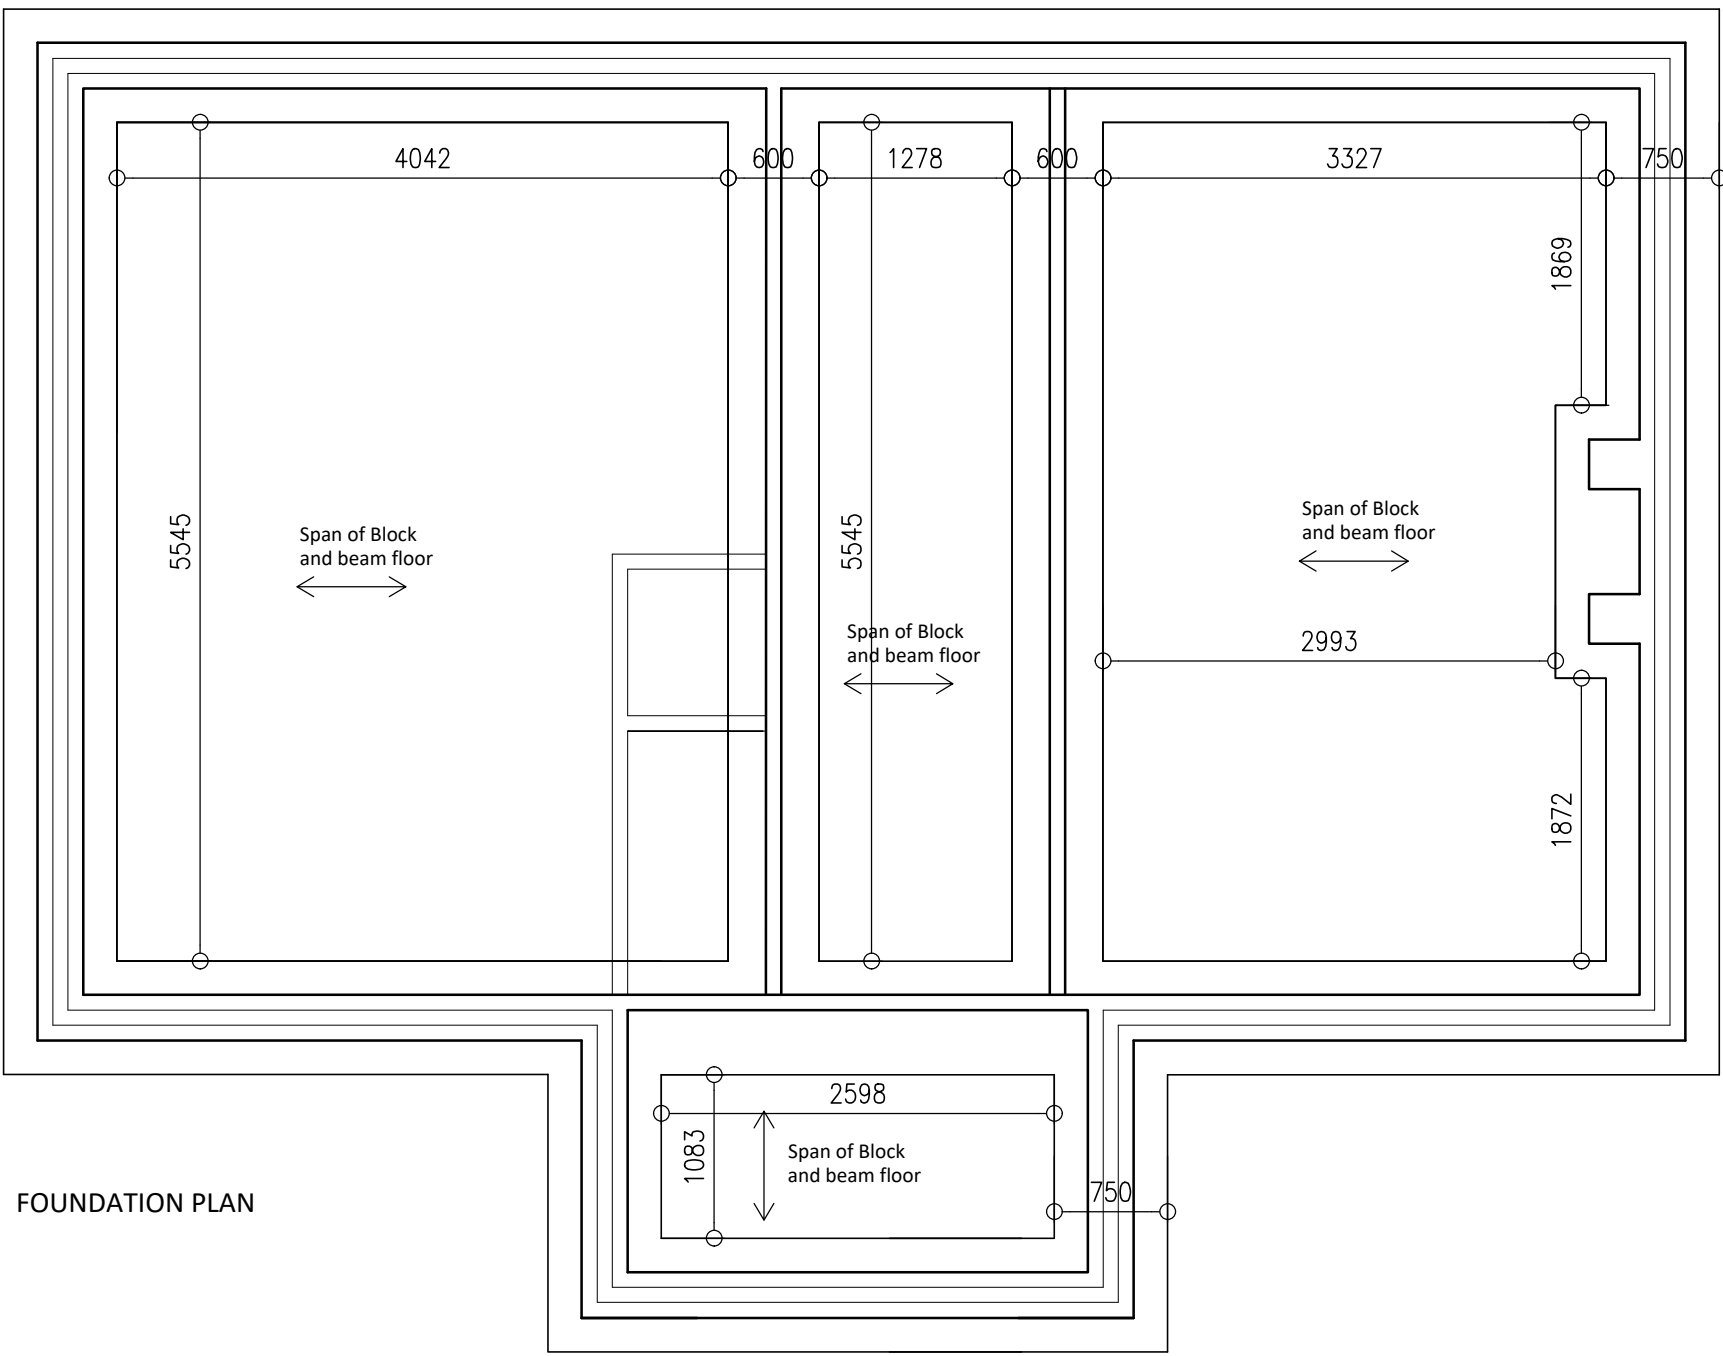 4042
600
1278
600
3327
750
1869
5545
Span of Block
and beam floor
5545
Span of Block
and beam floor
Span of Block
and beam floor
2993
1872
2598
1083
Span of Block
and beam floor
750
FOUNDATION PLAN